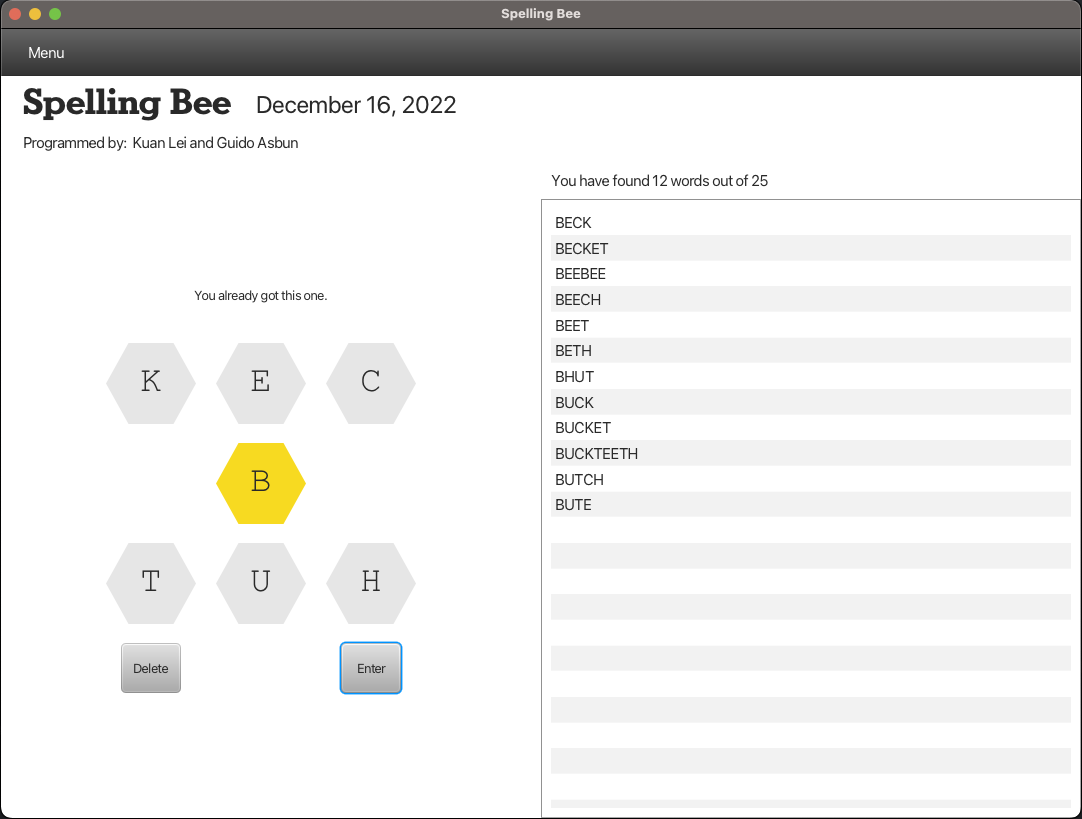 Spelling Bee
Menu
Spelling Bee December 16, 2022
Programmed by: Kuan Lei and Guido Asbun
You have found 12 words out of 25
BECK
BECKET
BEEBEE
BEECH
BEET
BETH
BHUT
BUCK
BUCKET
BUCKTEETH
BUTCH
BUTE
You already got this one.
K E C
B
T U H
Delete Enter